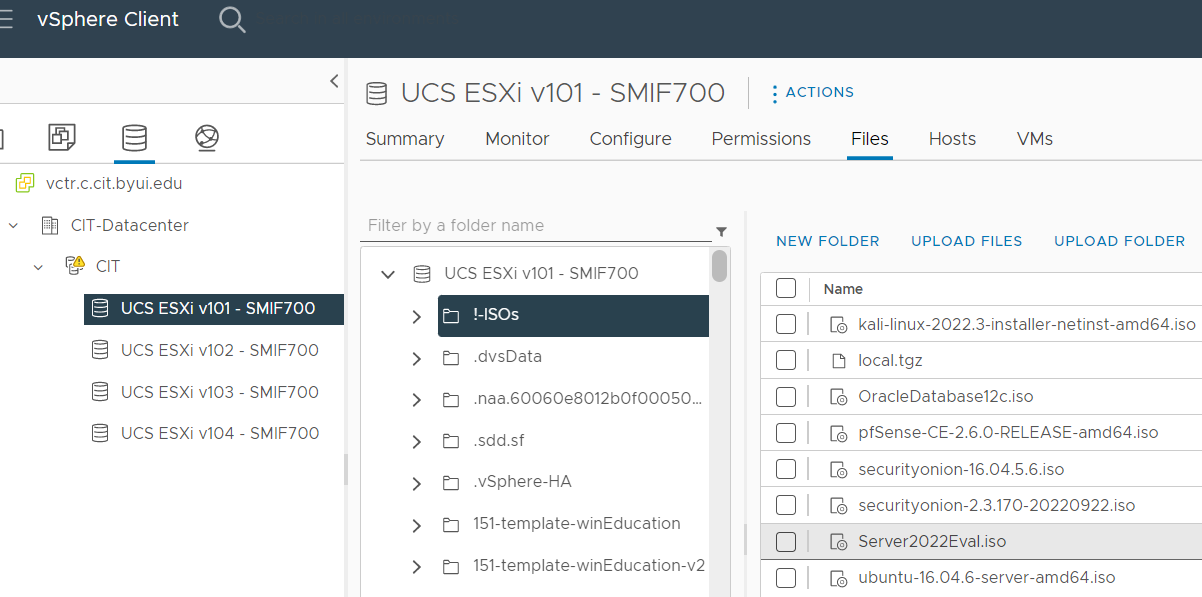 vSphere Client
UCS ESXi v101 - SMIF700
ACTIONS
Summary Monitor Configure Permissions Files Hosts VMs
vctr.c.cit.byui.edu
CIT-Datacenter
CIT
UCS ESXi v101 - SMIF700
UCS ESXi v102 - SMIF700
UCS ESXi v103 - SMIF700
UCS ESXi v104 - SMIF700
Filter by a folder name
UCS ESXi v101 - SMIF700
!-ISOs
.dvsData
.naa.60060e8012b0f00050...
.sdd.sf
.vSphere-HA
151-template-winEducation
151-template-winEducation-v2
NEW FOLDER UPLOAD FILES UPLOAD FOLDER
Name
kali-linux-2022.3-installer-netinst-amd64.iso
local.tgz
OracleDatabase12c.iso
pfSense-CE-2.6.0-RELEASE-amd64.iso
securityonion-16.04.5.6.iso
securityonion-2.3.170-20220922.iso
Server2022Eval.iso
ubuntu-16.04.6-server-amd64.iso